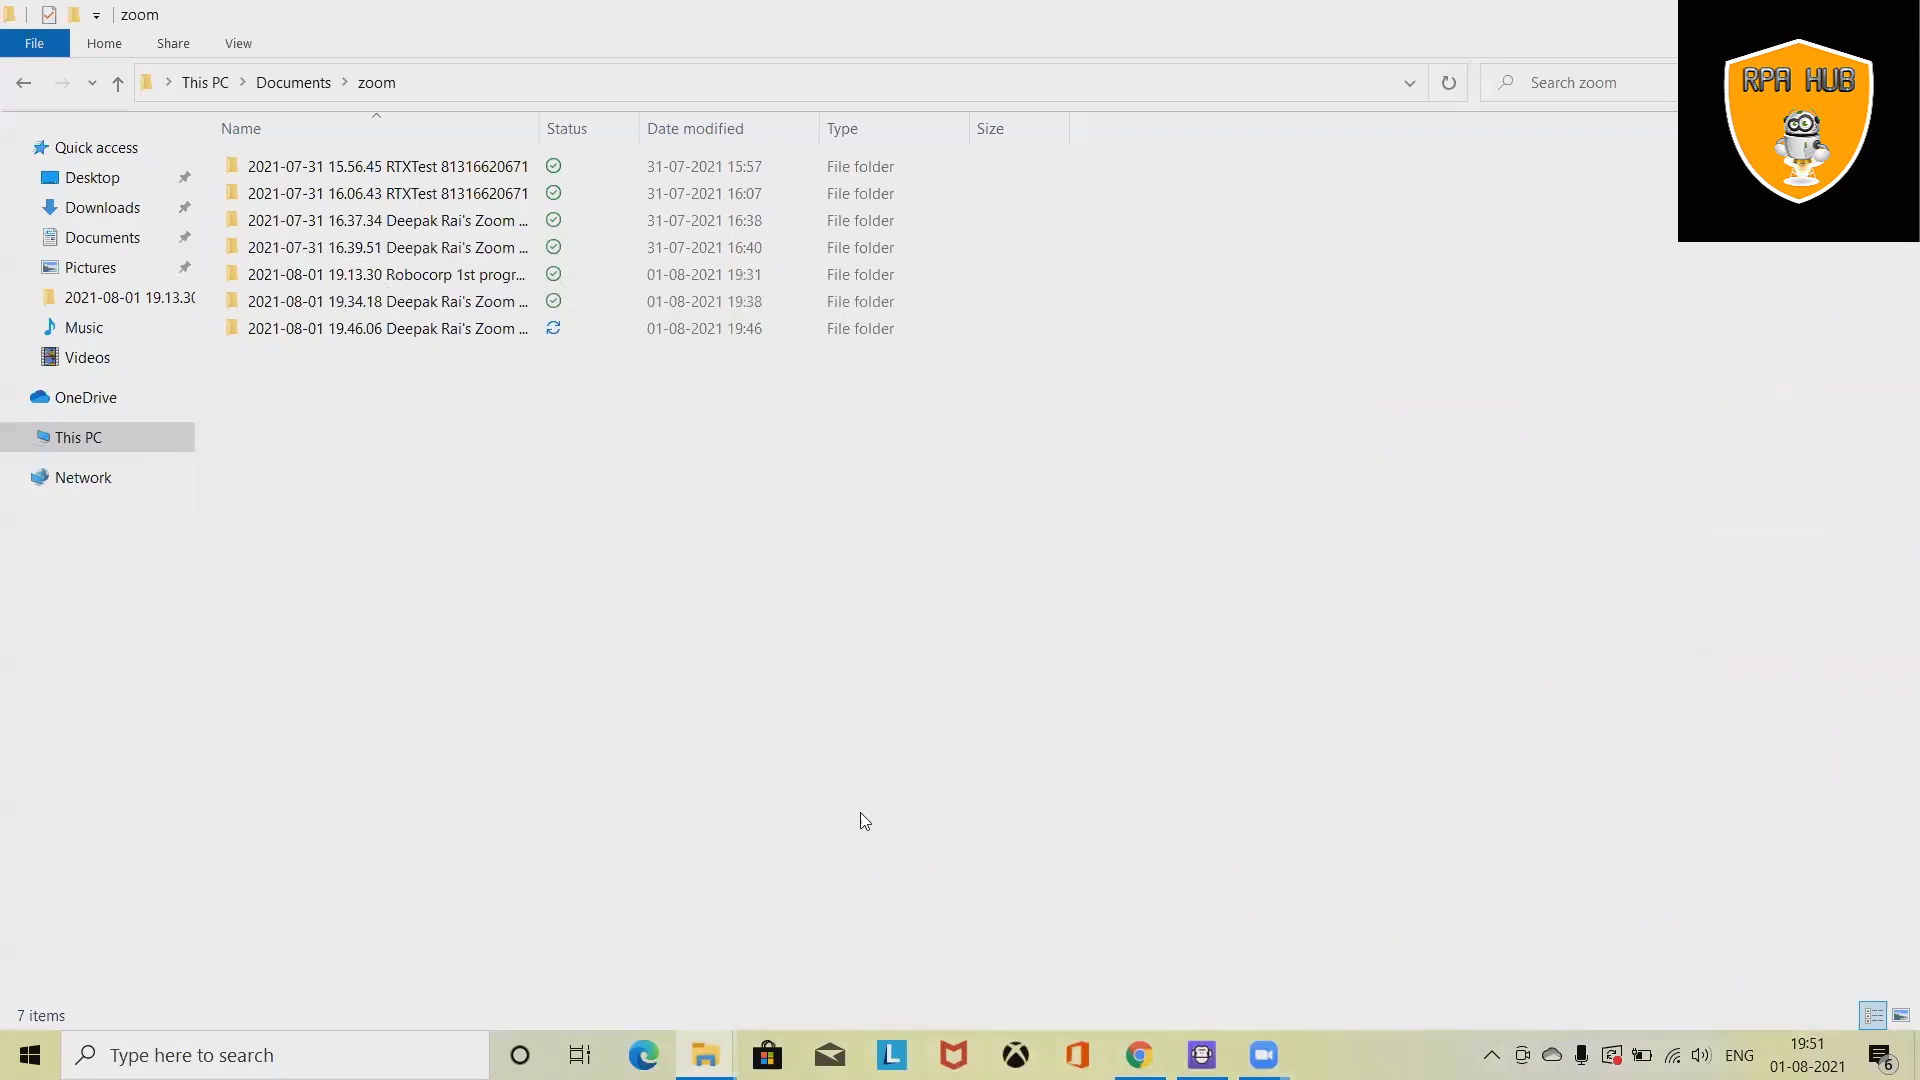 zoom
File Home Share View
This PC Documents zoom
Search zoom
RPA HUB
Name Status Date modified Type Size
Quick access
Desktop
Downloads
Documents
Pictures
2021-08-01 19.13.30
Music
Videos
OneDrive
This PC
Network
2021-07-31 15.56.45 RTXTest 81316620671 31-07-2021 15:57 File folder
2021-07-31 16.06.43 RTXTest 81316620671 31-07-2021 16:07 File folder
2021-07-31 16.37.34 Deepak Rai's Zoom ... 31-07-2021 16:38 File folder
2021-07-31 16.39.51 Deepak Rai's Zoom ... 31-07-2021 16:40 File folder
2021-08-01 19.13.30 Robocorp 1st progr... 01-08-2021 19:31 File folder
2021-08-01 19.34.18 Deepak Rai's Zoom ... 01-08-2021 19:38 File folder
2021-08-01 19.46.06 Deepak Rai's Zoom ... 01-08-2021 19:46 File folder
7 items
Type here to search
L
ENG
19:51
01-08-2021
6